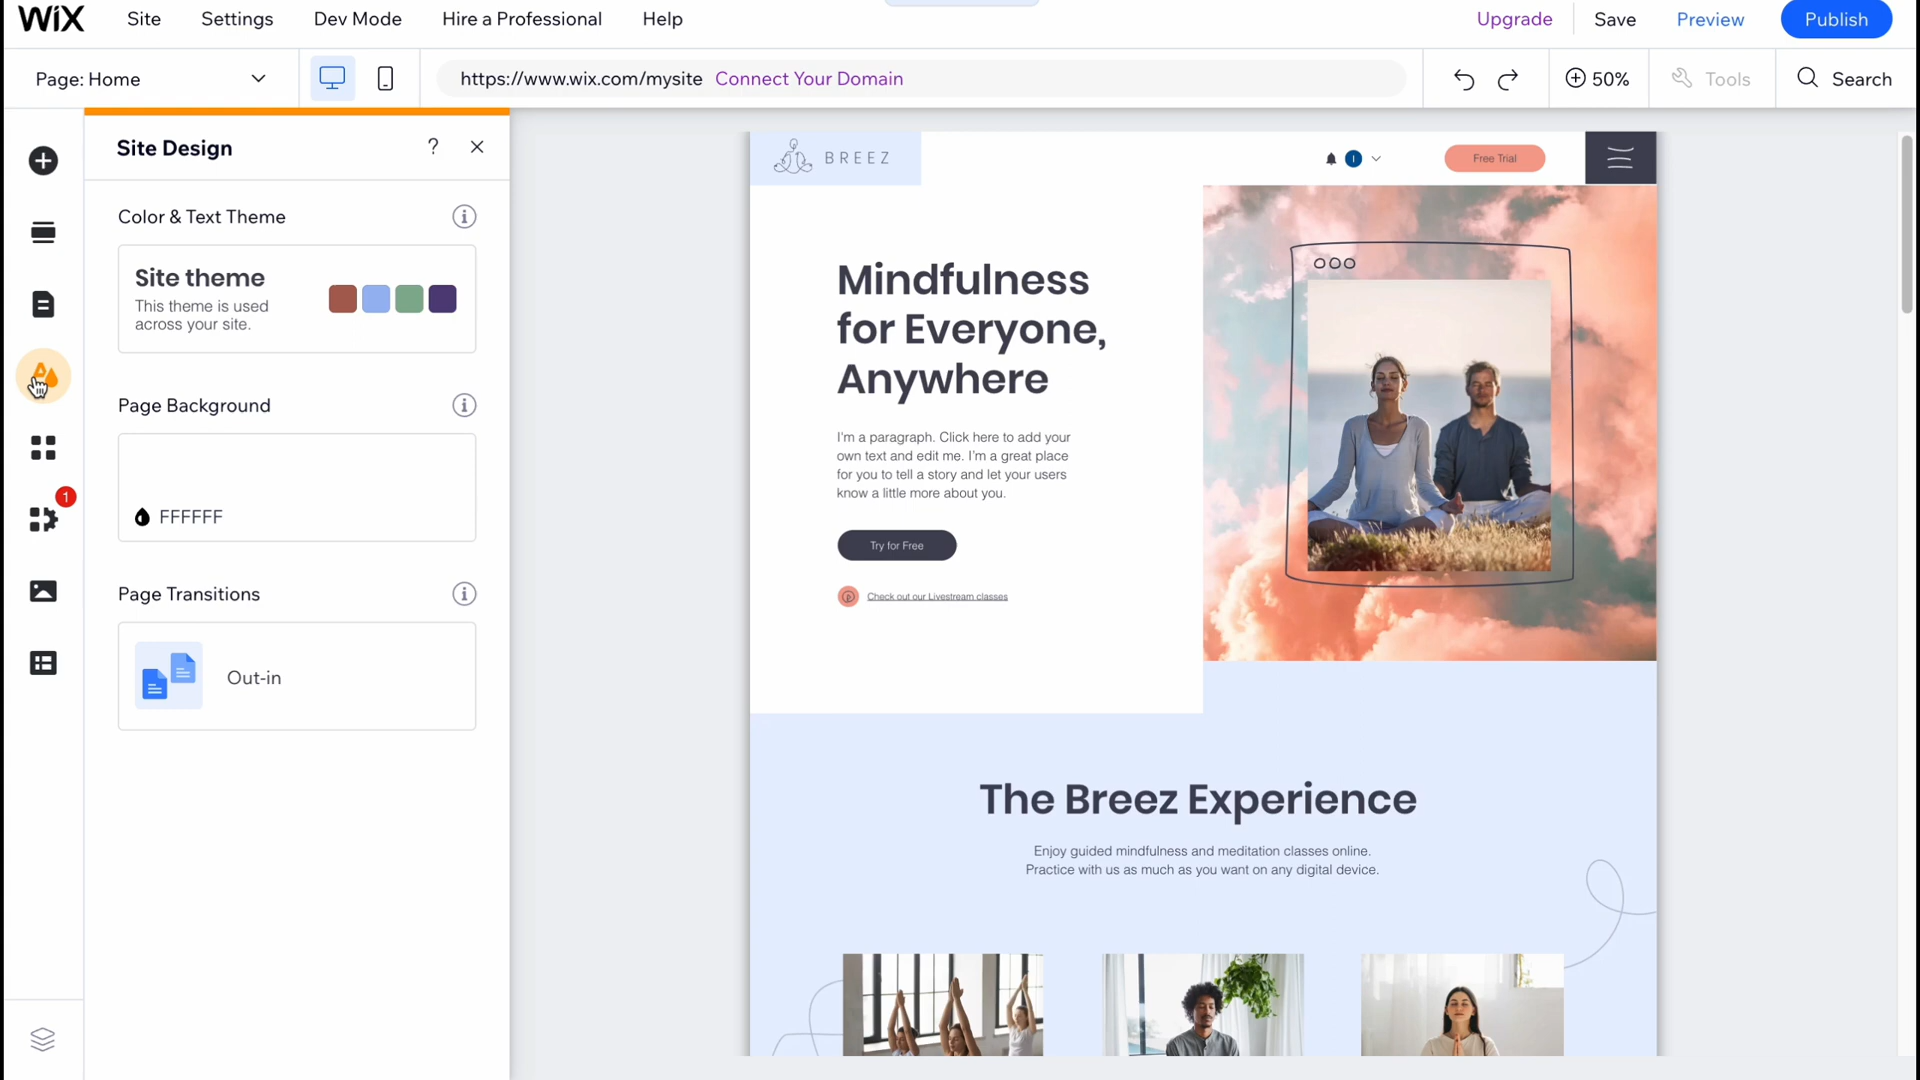 WiX
Site
Settings
Dev Mode
Hire a Professional
Help
Upgrade
Save
Preview
Publish
Page: Home
https://www.wix.com/mysite Connect Your Domain
50%
Tools
Search
Site Design
?
Color & Text Theme
Site theme
This theme is used
across your site.
Page Background
FFFFFF
Page Transitions
Out-in
1
BREEZ
I
Free Trial
Mindfulness
for Everyone,
Anywhere
I'm a paragraph. Click here to add your
own text and edit me. I'm a great place
for you to tell a story and let your users
know a little more about you.
Try for Free
Check out our Livestream classes
The Breez Experience
Enjoy guided mindfulness and meditation classes online.
Practice with us as much as you want on any digital device.